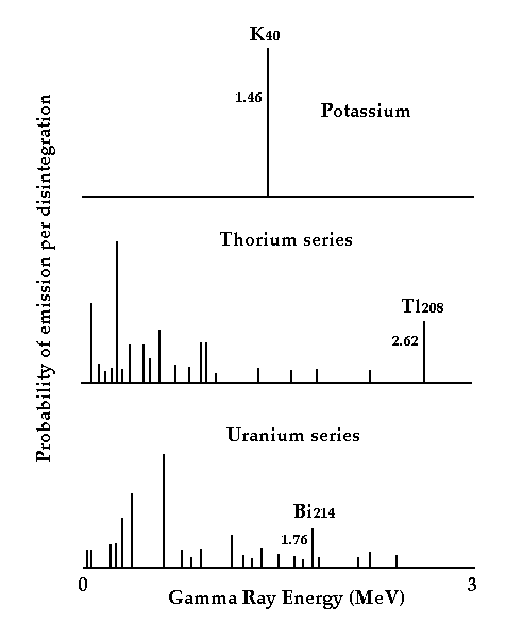 K40
1.46
Potassium
Probability of emission per disintegration
Thorium series
Tl208
2.62
Uranium series
Bi214
1.76
0
3
Gamma Ray Energy (MeV)